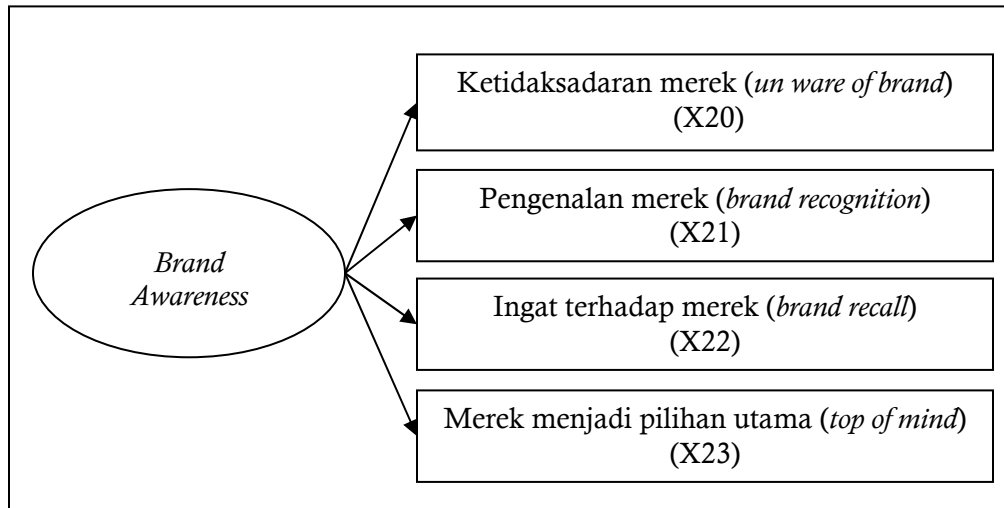 Ketidaksadaran merek (un ware of brand)
(X20)
Pengenalan merek (brand recognition)
(X21)
Brand
Awareness
Ingat terhadap merek (brand recall)
(X22)
Merek menjadi pilihan utama (top of mind)
(X23)